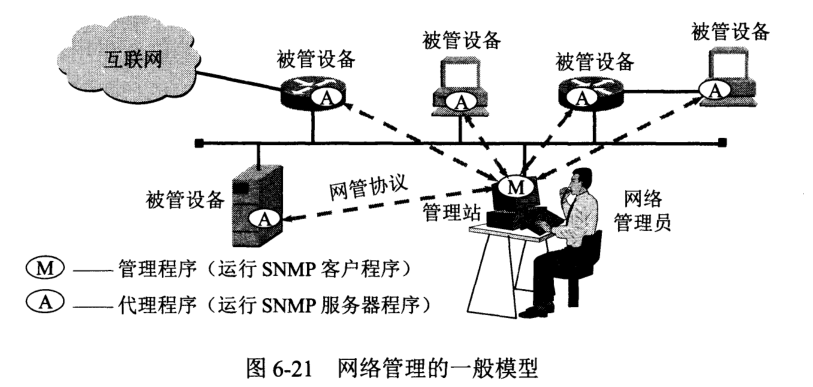 互联网
被管设备
被管设备
被管设备
被管设备
A
A
A
A
被管设备
A
网管协议
M
管理站
网络
管理员
M —— 管理程序（运行 SNMP 客户程序）
A —— 代理程序（运行 SNMP 服务器程序）
图 6-21 网络管理的一般模型